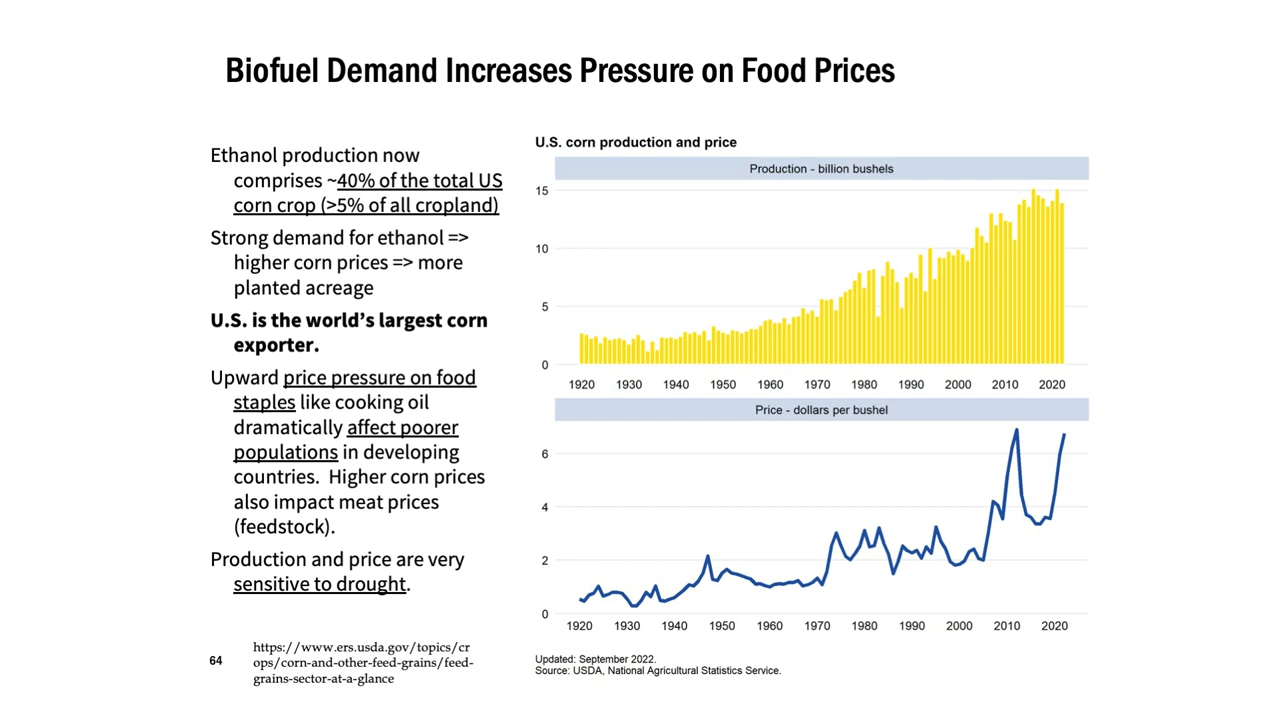 Biofuel Demand Increases Pressure on Food Prices
Ethanol production now
comprises ~40% of the total US
corn crop (>5% of all cropland)
Strong demand for ethanol =>
higher corn prices => more
planted acreage
U.S. is the world's largest corn
exporter.
Upward price pressure on food
staples like cooking oil
dramatically affect poorer
populations in developing
countries.  Higher corn prices
also impact meat prices
(feedstock).
Production and price are very
sensitive to drought.
64
https://www.ers.usda.gov/topics/cr
ops/corn-and-other-feed-grains/feed-
grains-sector-at-a-glance
U.S. corn production and price
Production - billion bushels
15
10
5
0
1920 1930 1940 1950 1960 1970 1980 1990 2000 2010 2020
Price - dollars per bushel
6
4
2
0
1920 1930 1940 1950 1960 1970 1980 1990 2000 2010 2020
Updated: September 2022.
Source: USDA, National Agricultural Statistics Service.